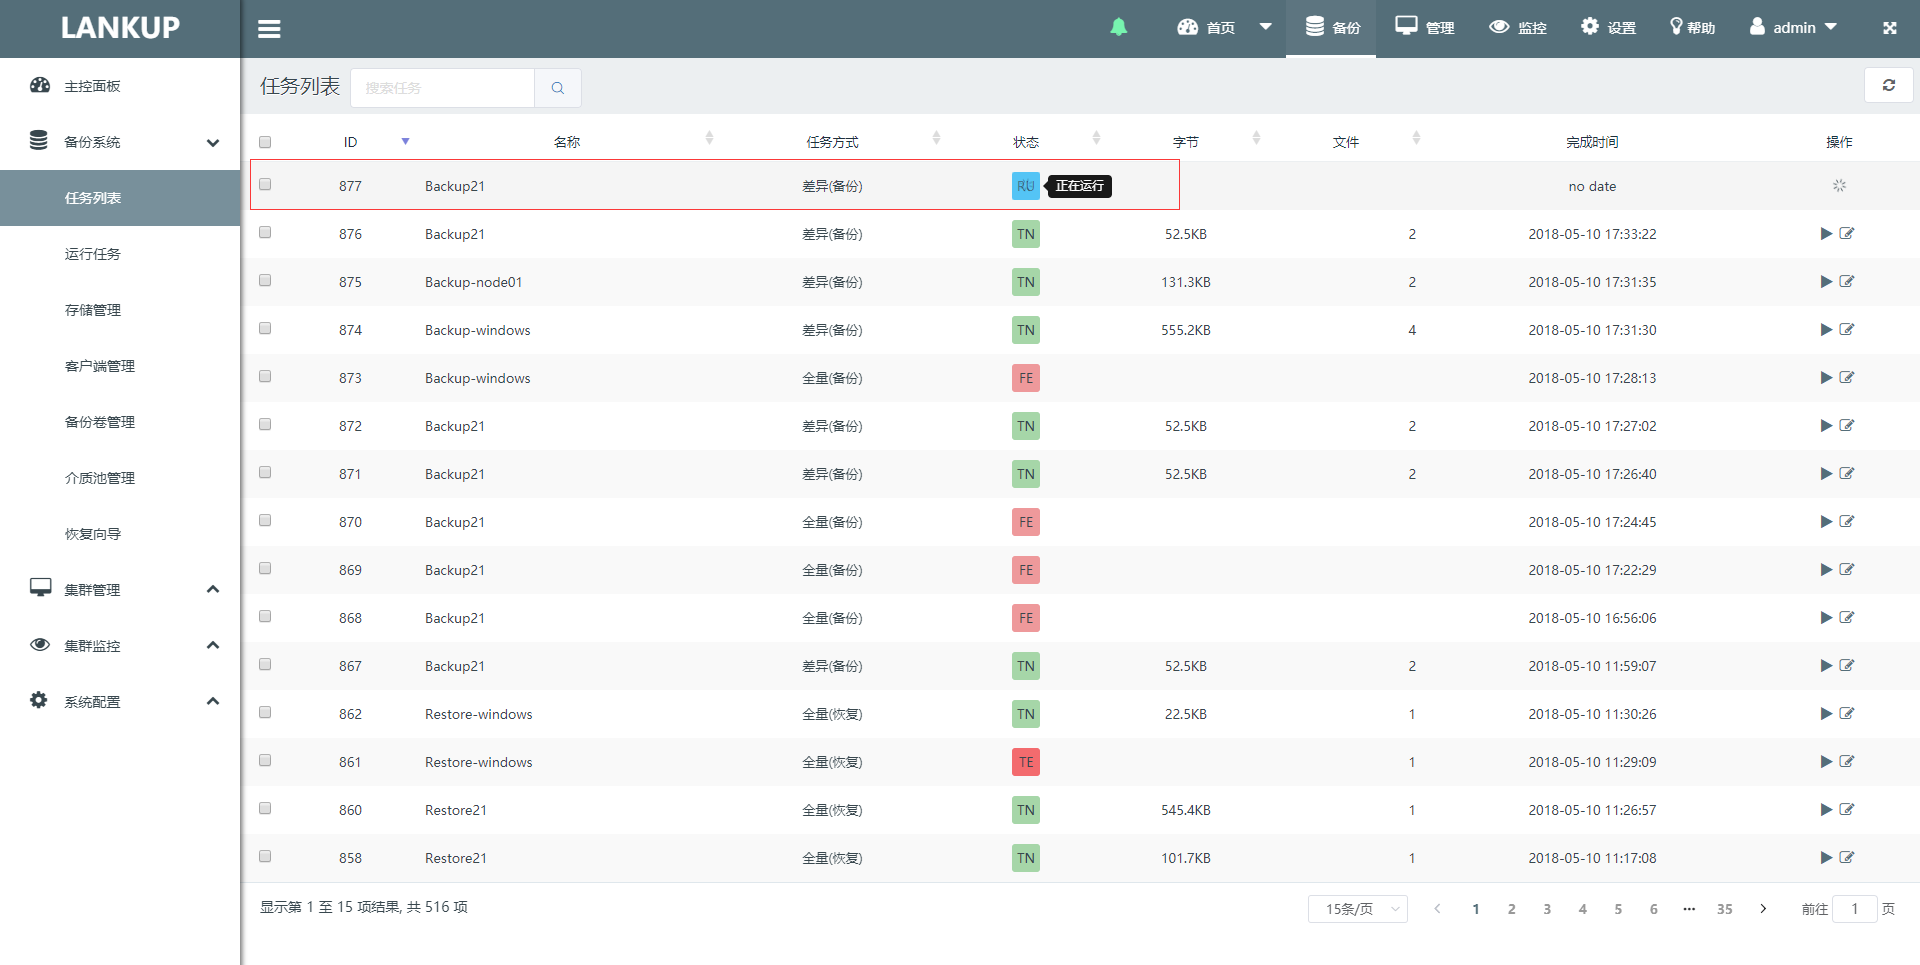 LANKUP
首页
备份
管理
监控
设置
帮助
admin
主控面板
备份系统
任务列表
运行任务
存储管理
客户端管理
备份卷管理
介质池管理
恢复向导
集群管理
集群监控
系统配置
任务列表 搜索任务
ID 名称 任务方式 状态 字节 文件 完成时间 操作
877 Backup21 差异(备份) RU 正在运行 no date
876 Backup21 差异(备份) TN 52.5KB 2 2018-05-10 17:33:22
875 Backup-node01 差异(备份) TN 131.3KB 2 2018-05-10 17:31:35
874 Backup-windows 差异(备份) TN 555.2KB 4 2018-05-10 17:31:30
873 Backup-windows 全量(备份) FE 2018-05-10 17:28:13
872 Backup21 差异(备份) TN 52.5KB 2 2018-05-10 17:27:02
871 Backup21 差异(备份) TN 52.5KB 2 2018-05-10 17:26:40
870 Backup21 全量(备份) FE 2018-05-10 17:24:45
869 Backup21 全量(备份) FE 2018-05-10 17:22:29
868 Backup21 全量(备份) FE 2018-05-10 16:56:06
867 Backup21 差异(备份) TN 52.5KB 2 2018-05-10 11:59:07
862 Restore-windows 全量(恢复) TN 22.5KB 1 2018-05-10 11:30:26
861 Restore-windows 全量(恢复) TE 1 2018-05-10 11:29:09
860 Restore21 全量(恢复) TN 545.4KB 1 2018-05-10 11:26:57
858 Restore21 全量(恢复) TN 101.7KB 1 2018-05-10 11:17:08
显示第 1 至 15 项结果, 共 516 项
15条/页 1 2 3 4 5 6 ··· 35 前往 1 页